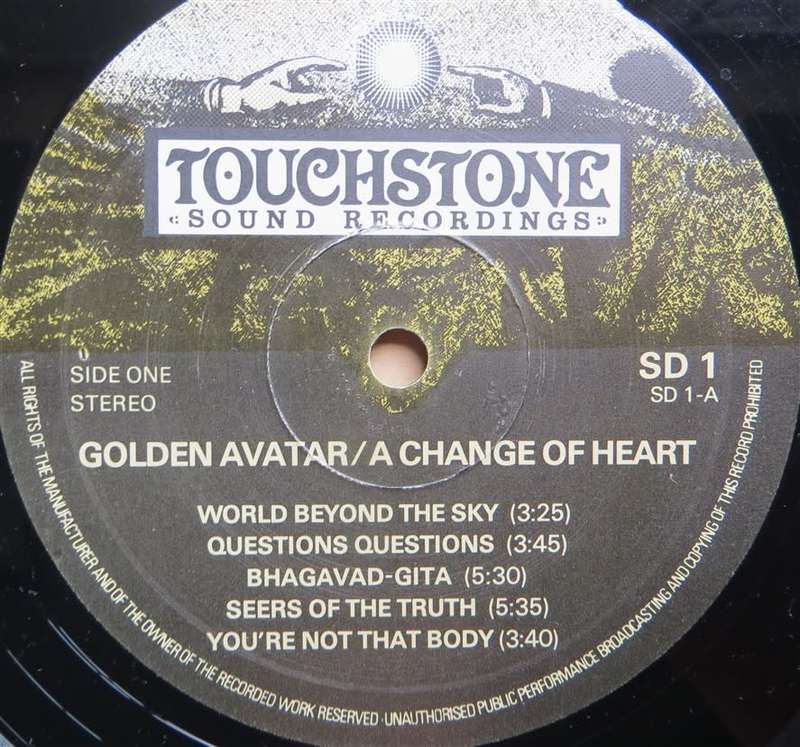 TOUCHSTONE
SOUND RECORDINGS
SIDE ONE
STEREO
SD 1
SD 1-A
GOLDEN AVATAR/A CHANGE OF HEART
WORLD BEYOND THE SKY (3:25)
QUESTIONS QUESTIONS (3:45)
BHAGAVAD-GITA (5:30)
SEERS OF THE TRUTH (5:35)
YOU'RE NOT THAT BODY (3:40)
ALL RIGHTS OF THE MANUFACTURER AND OF THE OWNER OF THE RECORDED WORK RESERVED · UNAUTHORISED PUBLIC PERFORMANCE BROADCASTING AND COPYING OF THIS RECORD PROHIBITED